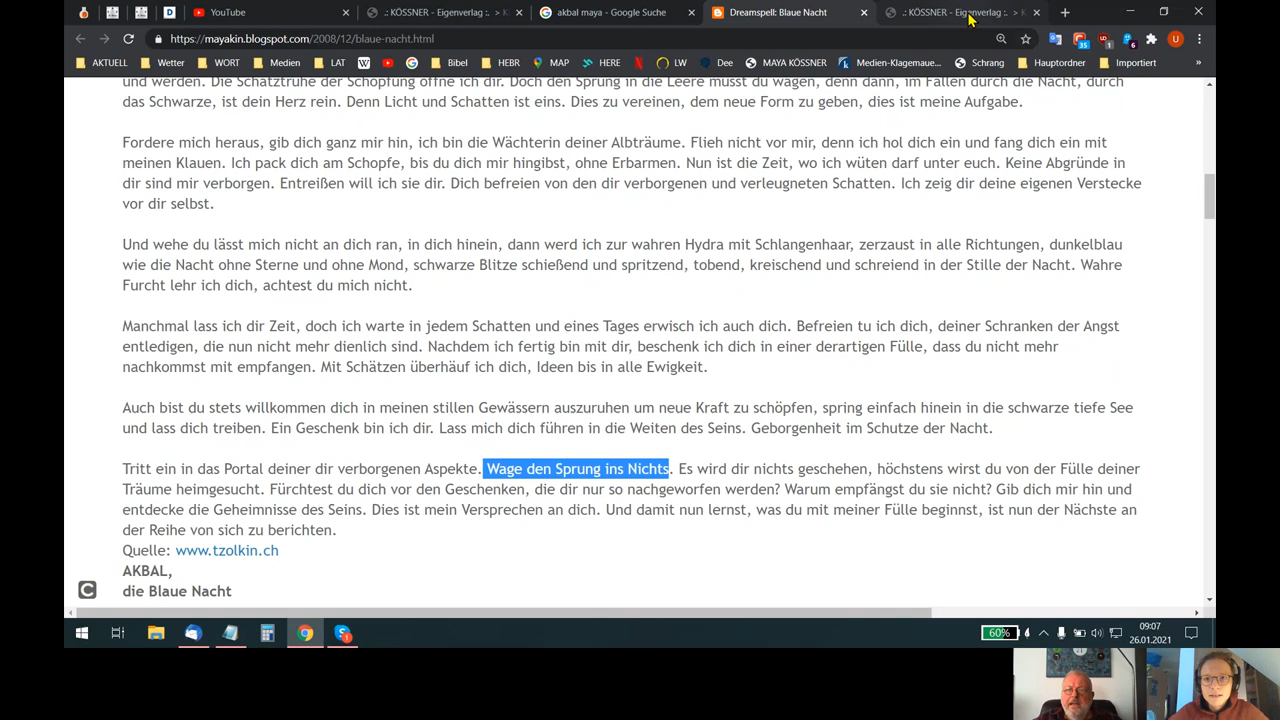 YouTube
.: KÖSSNER - Eigenverlag :. > K
akbal maya - Google Suche
Dreamspell: Blaue Nacht
.: KÖSSNER - Eigenverlag :. > K
https://mayakin.blogspot.com/2008/12/blaue-nacht.html
35
1
6
U
AKTUELL
Wetter
WORT
Medien
LAT
Bibel
HEBR
MAP
HERE
LW
Dee
MAYA KÖSSNER
Medien-Klagemaue...
Schrang
Hauptordner
Importiert
»
und werden. Die Schatztruhe der Schöpfung öffne ich dir. Doch den Sprung in die Leere musst du wagen, denn dann, im Fallen durch die Nacht, durch
das Schwarze, ist dein Herz rein. Denn Licht und Schatten ist eins. Dies zu vereinen, dem neue Form zu geben, dies ist meine Aufgabe.
Fordere mich heraus, gib dich ganz mir hin, ich bin die Wächterin deiner Albträume. Flieh nicht vor mir, denn ich hol dich ein und fang dich ein mit
meinen Klauen. Ich pack dich am Schopfe, bis du dich mir hingibst, ohne Erbarmen. Nun ist die Zeit, wo ich wüten darf unter euch. Keine Abgründe in
dir sind mir verborgen. Entreißen will ich sie dir. Dich befreien von den dir verborgenen und verleugneten Schatten. Ich zeig dir deine eigenen Verstecke
vor dir selbst.
Und wehe du lässt mich nicht an dich ran, in dich hinein, dann werd ich zur wahren Hydra mit Schlangenhaar, zerzaust in alle Richtungen, dunkelblau
wie die Nacht ohne Sterne und ohne Mond, schwarze Blitze schießend und spritzend, tobend, kreischend und schreiend in der Stille der Nacht. Wahre
Furcht lehr ich dich, achtest du mich nicht.
Manchmal lass ich dir Zeit, doch ich warte in jedem Schatten und eines Tages erwisch ich auch dich. Befreien tu ich dich, deiner Schranken der Angst
entledigen, die nun nicht mehr dienlich sind. Nachdem ich fertig bin mit dir, beschenk ich dich in einer derartigen Fülle, dass du nicht mehr
nachkommst mit empfangen. Mit Schätzen überhäuf ich dich, Ideen bis in alle Ewigkeit.
Auch bist du stets willkommen dich in meinen stillen Gewässern auszuruhen um neue Kraft zu schöpfen, spring einfach hinein in die schwarze tiefe See
und lass dich treiben. Ein Geschenk bin ich dir. Lass mich dich führen in die Weiten des Seins. Geborgenheit im Schutze der Nacht.
Tritt ein in das Portal deiner dir verborgenen Aspekte. Wage den Sprung ins Nichts. Es wird dir nichts geschehen, höchstens wirst du von der Fülle deiner
Träume heimgesucht. Fürchtest du dich vor den Geschenken, die dir nur so nachgeworfen werden? Warum empfängst du sie nicht? Gib dich mir hin und
entdecke die Geheimnisse des Seins. Dies ist mein Versprechen an dich. Und damit nun lernst, was du mit meiner Fülle beginnst, ist nun der Nächste an
der Reihe von sich zu berichten.
Quelle: www.tzolkin.ch
AKBAL,
die Blaue Nacht
60%
09:07
26.01.2021